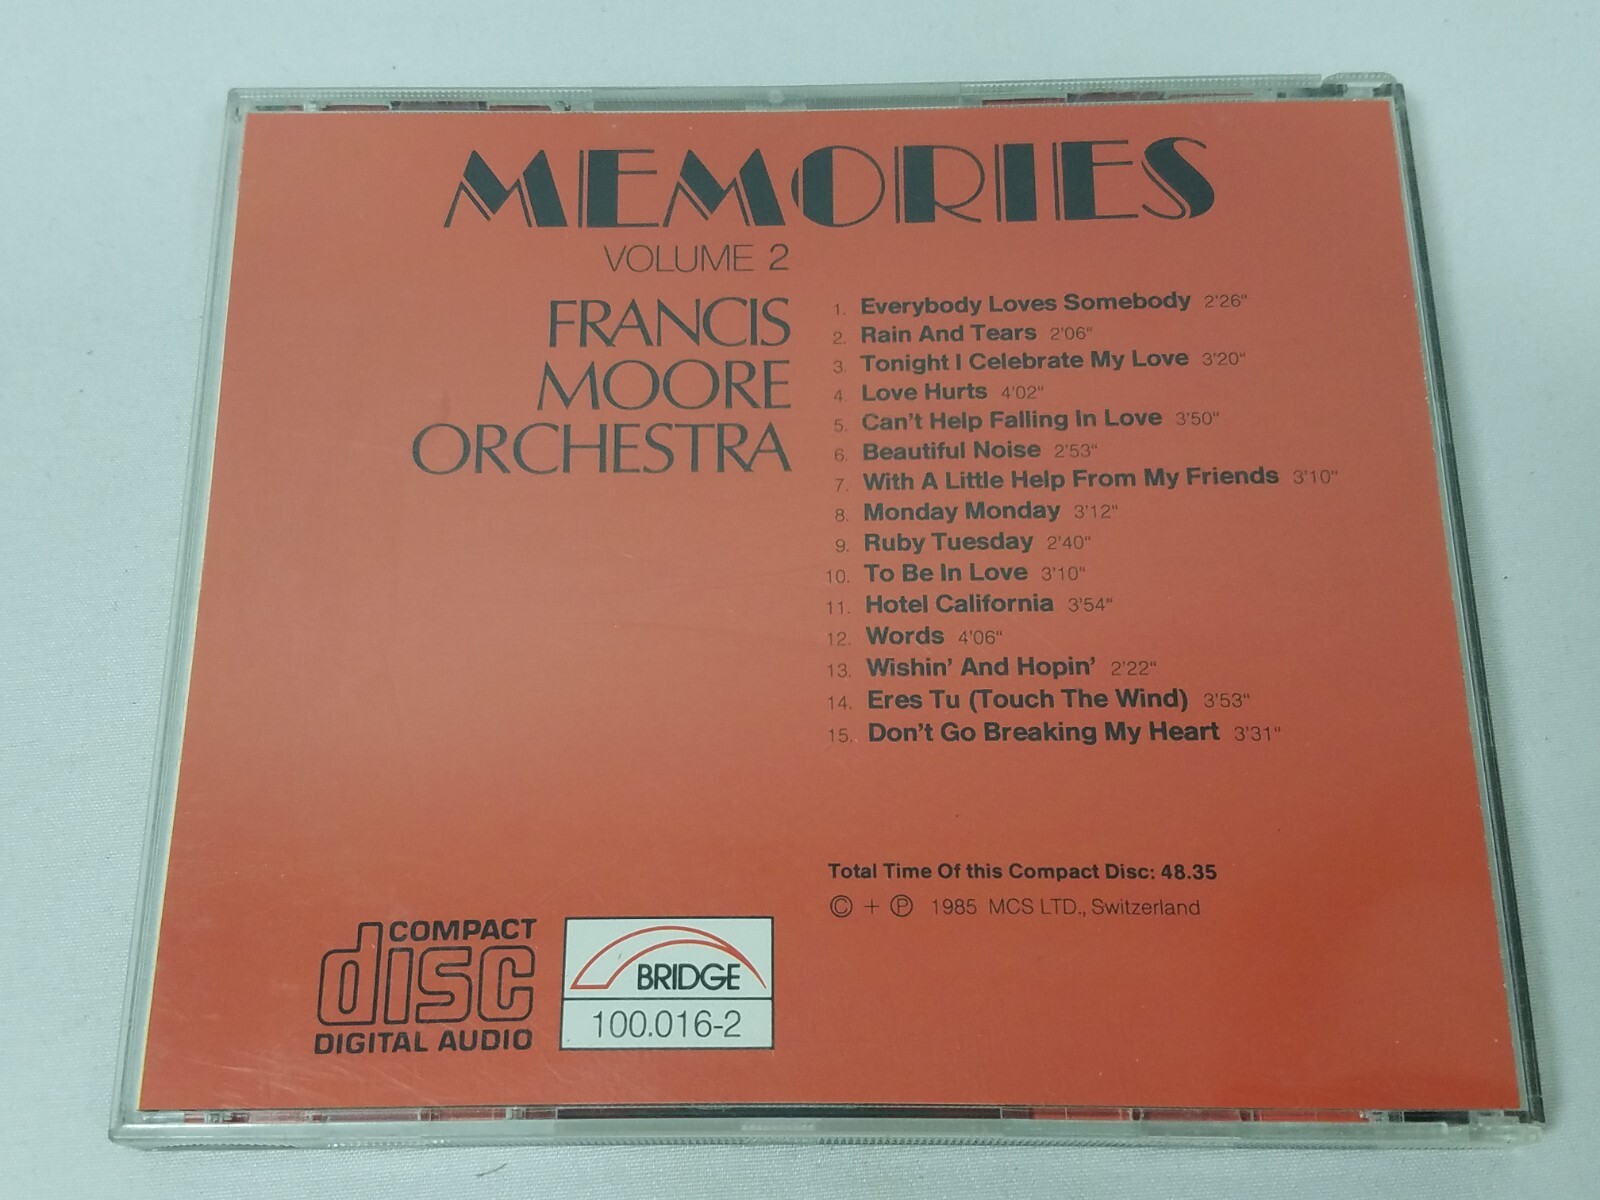 MEMORIES
VOLUME 2
FRANCIS
MOORE
ORCHESTRA
1. Everybody Loves Somebody 2'26"
2. Rain And Tears 2'06"
3. Tonight I Celebrate My Love 3'20"
4. Love Hurts 4'02"
5. Can't Help Falling In Love 3'50"
6. Beautiful Noise 2'53"
7. With A Little Help From My Friends 3'10"
8. Monday Monday 3'12"
9. Ruby Tuesday 2'40"
10. To Be In Love 3'10"
11. Hotel California 3'54"
12. Words 4'06"
13. Wishin' And Hopin' 2'22"
14. Eres Tu (Touch The Wind) 3'53"
15. Don't Go Breaking My Heart 3'31"
Total Time Of this Compact Disc: 48.35
© + ℗ 1985 MCS LTD., Switzerland
COMPACT
disc
DIGITAL AUDIO
BRIDGE
100.016-2